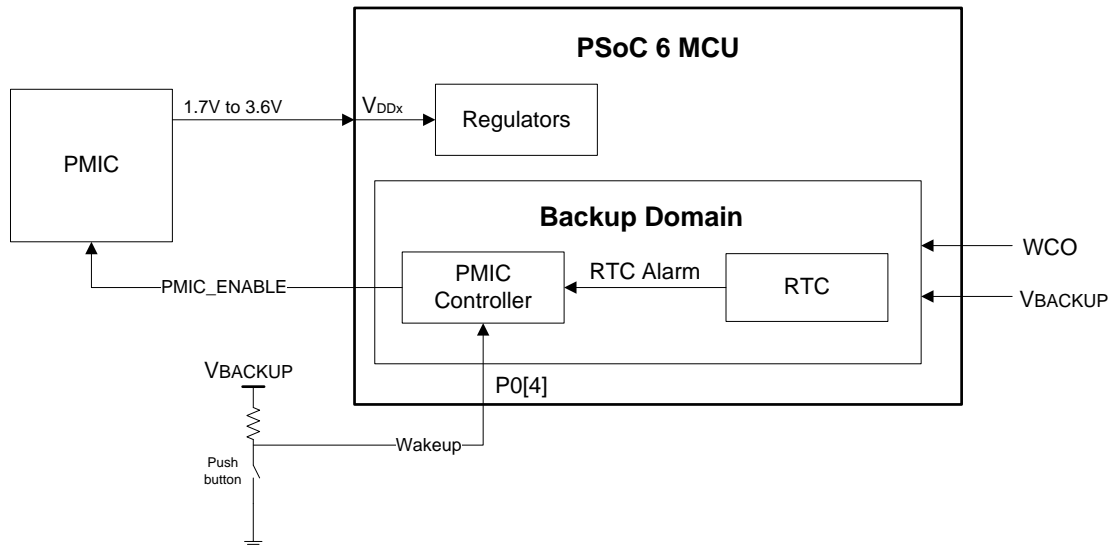 PSoC 6 MCU
1.7V to 3.6V
VDDx
Regulators
PMIC
Backup Domain
WCO
PMIC
Controller
RTC Alarm
RTC
PMIC_ENABLE
VBACKUP
VBACKUP
P0[4]
Wakeup
Push
button